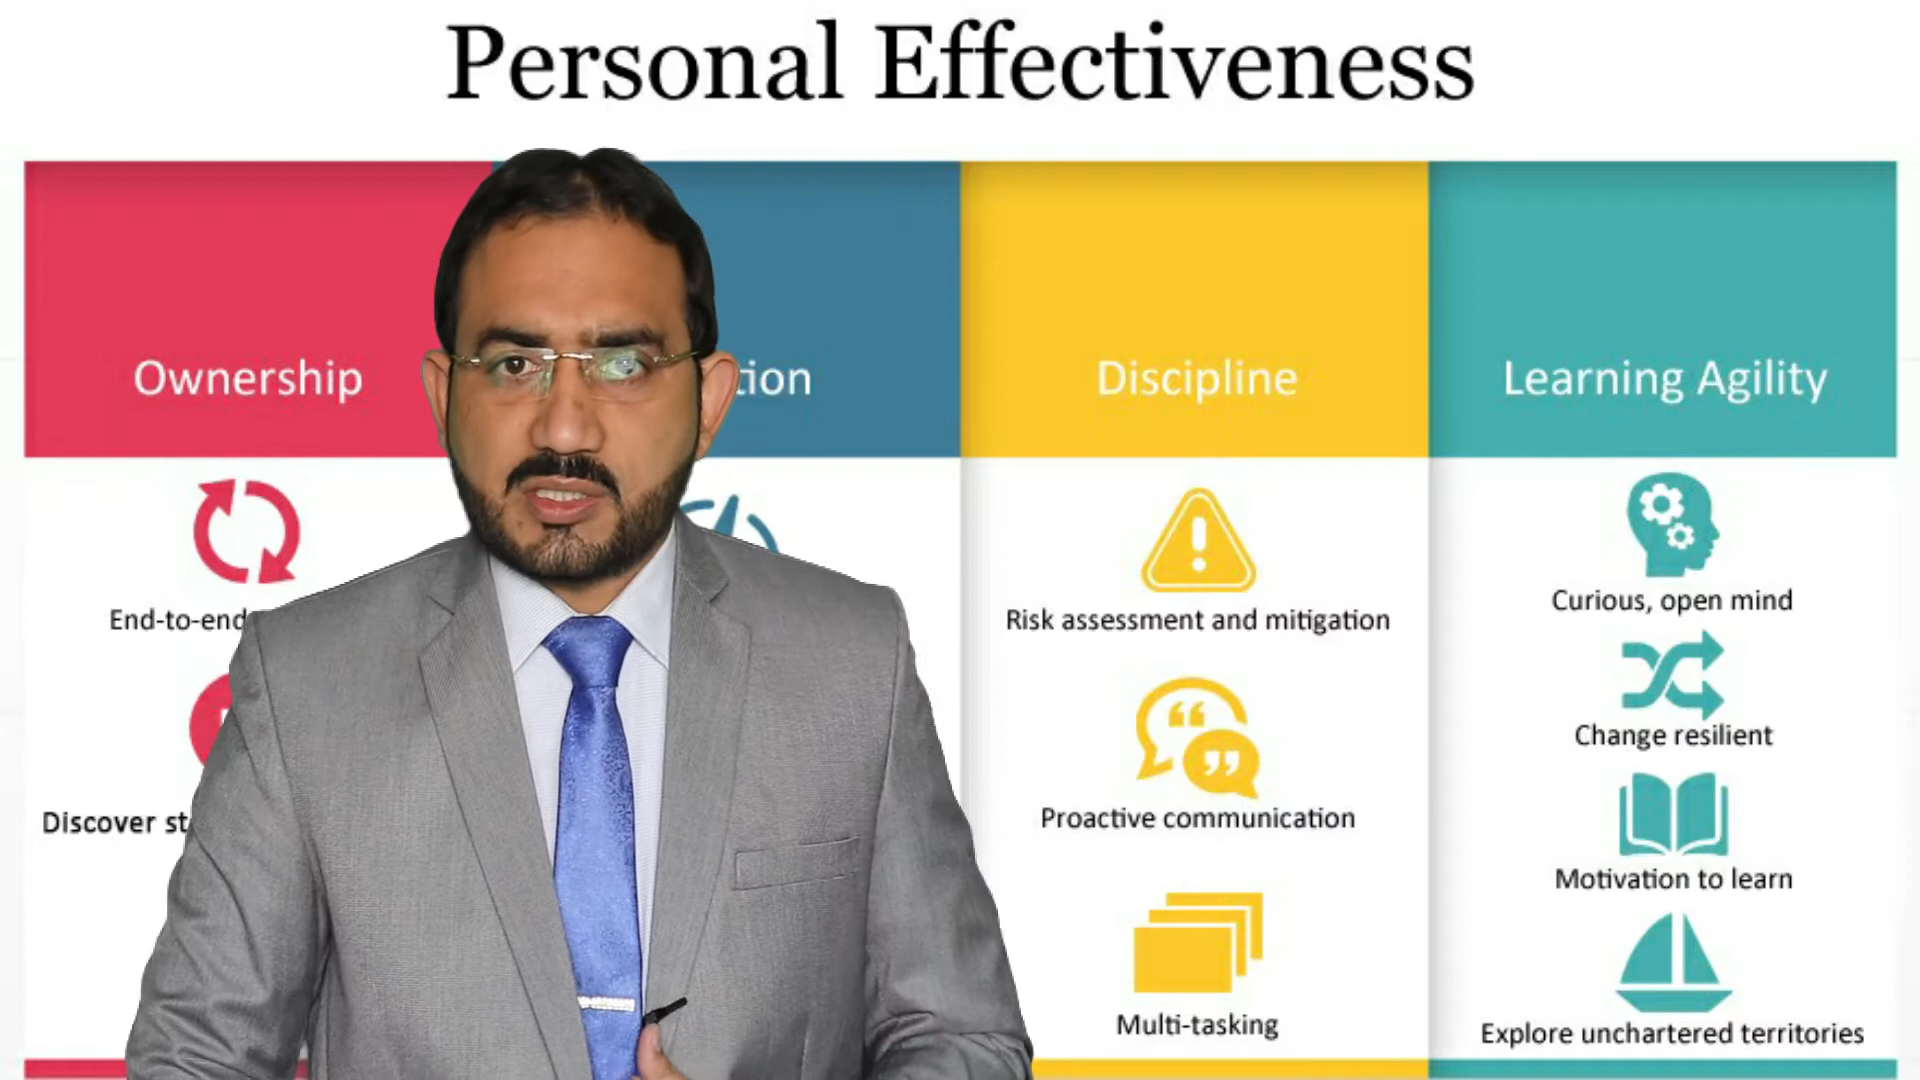 Personal Effectiveness
Ownership
tion
Discipline
Learning Agility
End-to-end
Discover st
Risk assessment and mitigation
Proactive communication
Multi-tasking
Curious, open mind
Change resilient
Motivation to learn
Explore unchartered territories